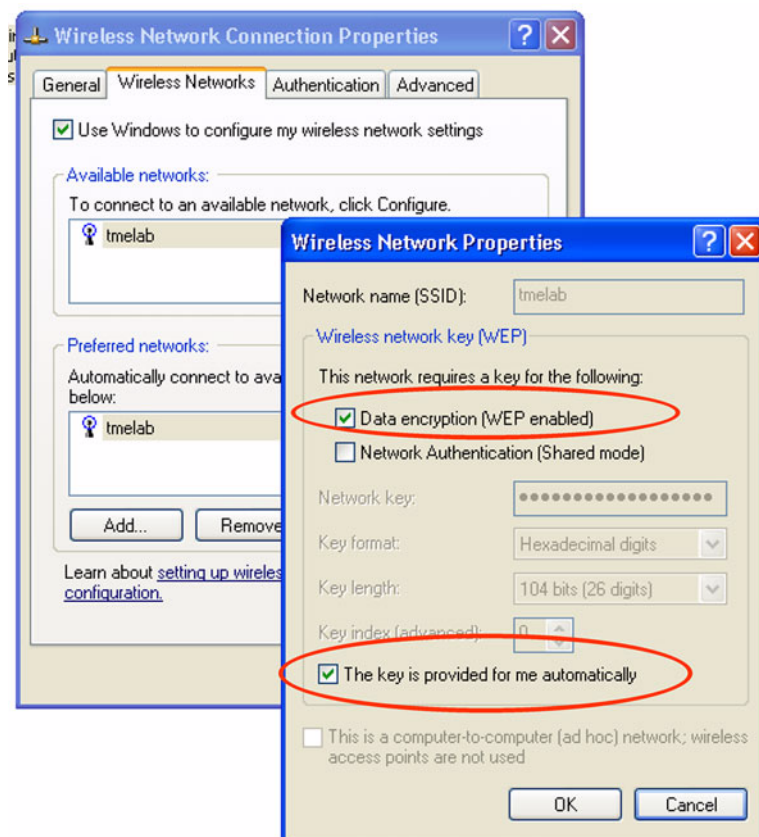 Wireless Network Connection Properties
General Wireless Networks Authentication Advanced
Use Windows to configure my wireless network settings
Available networks:
To connect to an available network, click Configure.
tmelab
Preferred networks:
Automatically connect to
below:
tmelab
Add... Remove
Learn about setting up
configuration.
Wireless Network Properties
Network name (SSID): tmelab
Wireless network key (WEP)
This network requires a key for the following:
Data encryption (WEP enabled)
Network Authentication (Shared mode)
Network key: ••••••••••••••••••
Key format: Hexadecimal digits
Key length: 104 bits (26 digits)
Key index (advanced): 0
The key is provided for me automatically
This is a computer-to-computer (ad hoc) network; wireless
access points are not used
OK Cancel